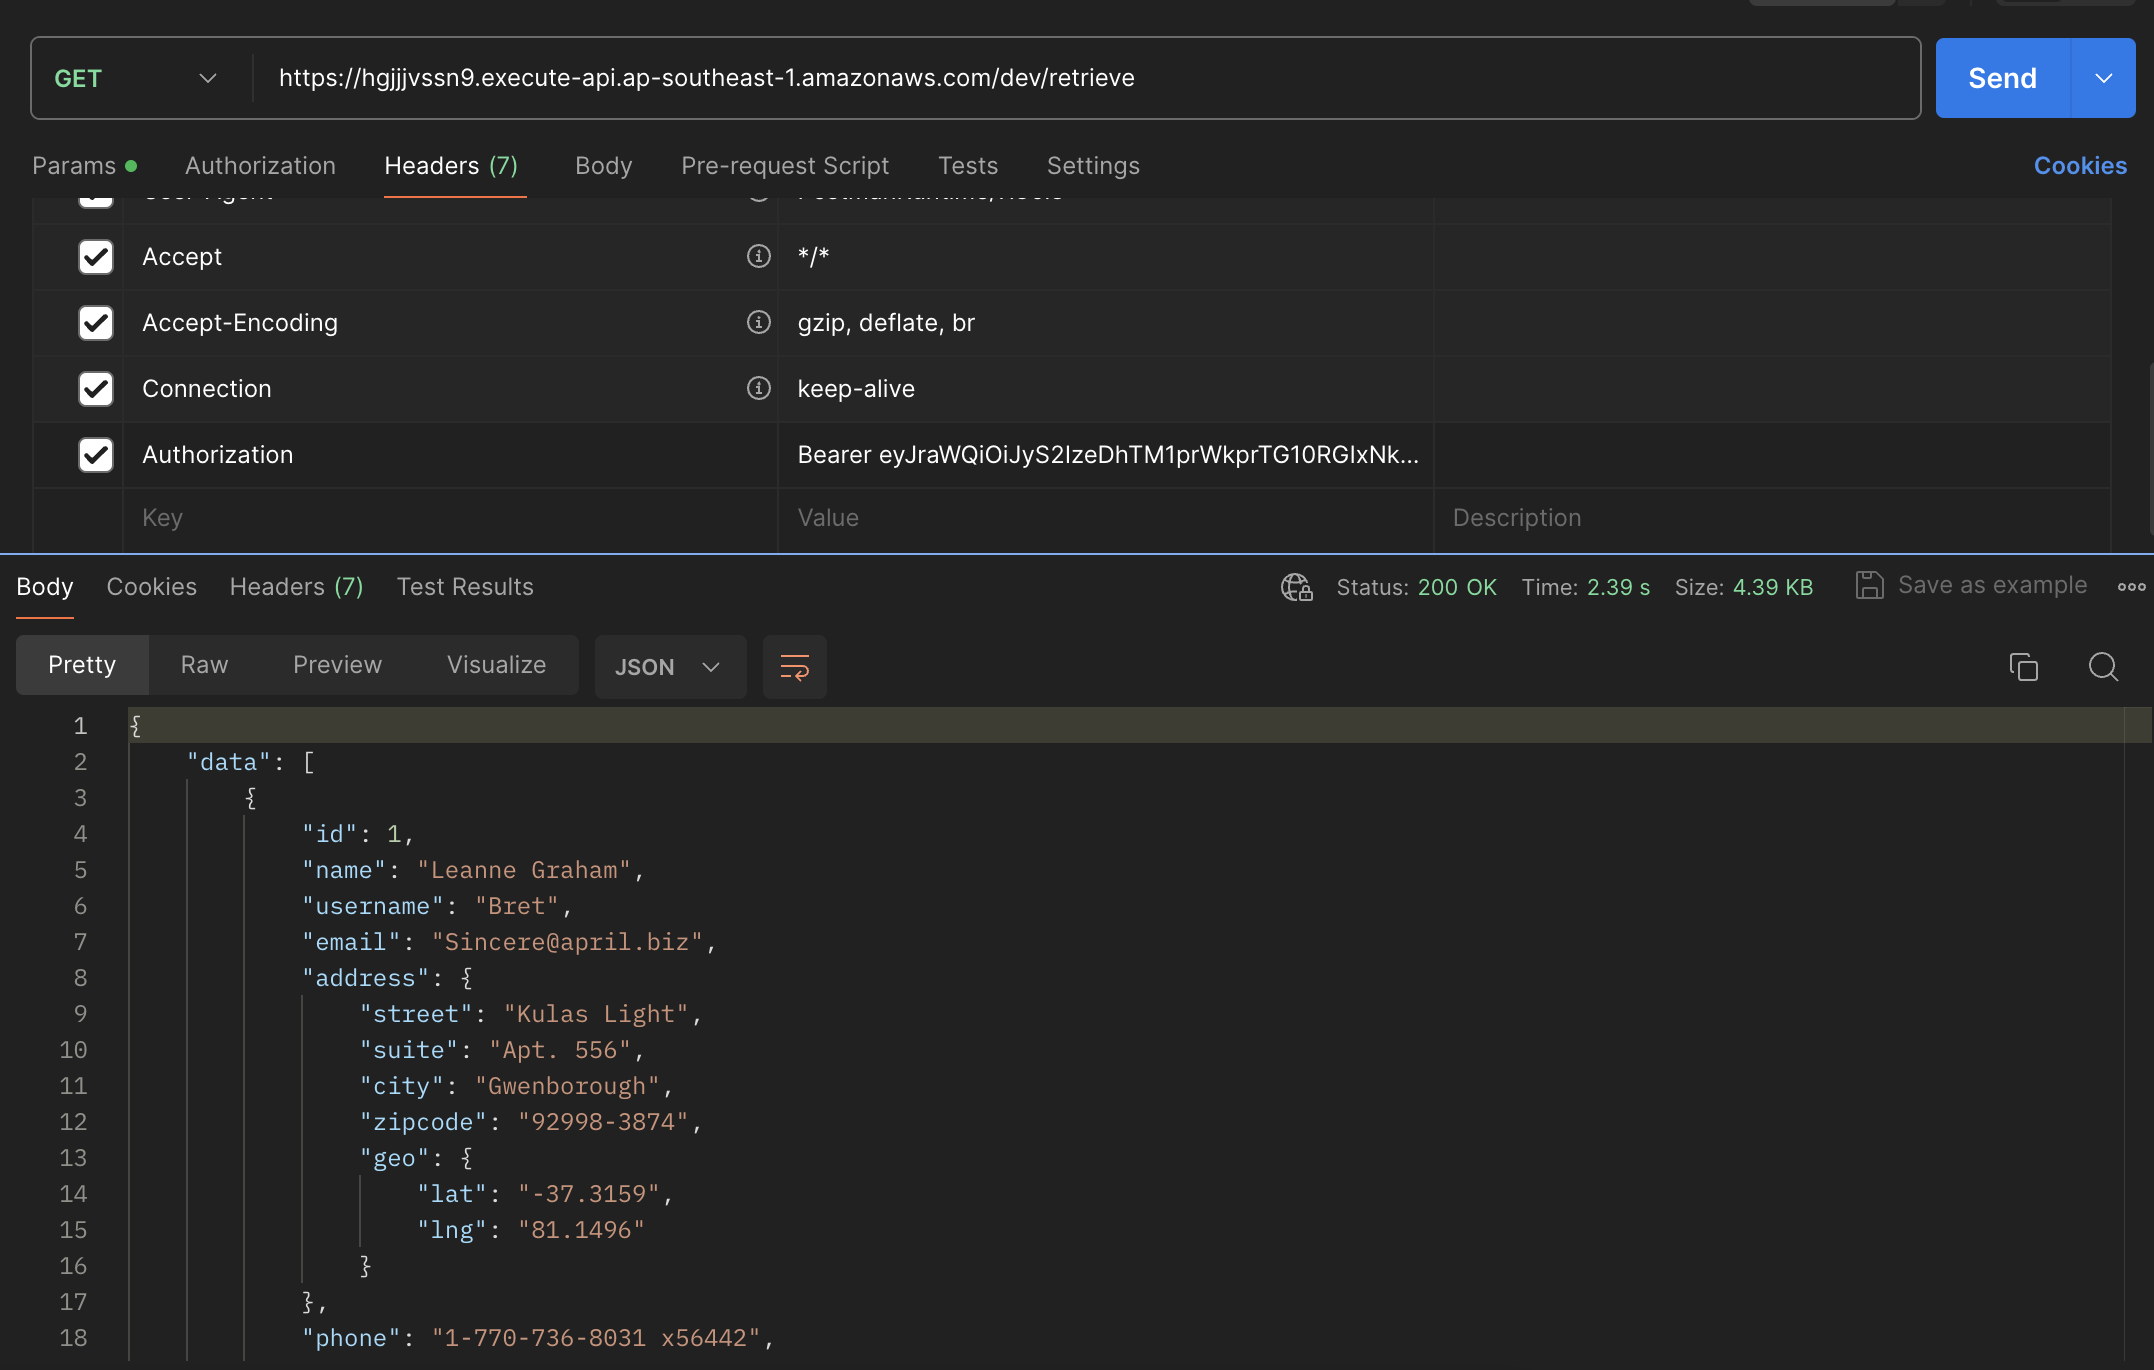 GET https://hgjjjvssn9.execute-api.ap-southeast-1.amazonaws.com/dev/retrieve Send
Params Authorization Headers (7) Body Pre-request Script Tests Settings Cookies
Accept */*
Accept-Encoding gzip, deflate, br
Connection keep-alive
Authorization Bearer eyJraWQiOiJyS2IzeDhTM1prWkprTG10RGIxNk...
Key Value Description
Body Cookies Headers (7) Test Results Status: 200 OK Time: 2.39 s Size: 4.39 KB Save as example
Pretty Raw Preview Visualize JSON
1 {
2 "data": [
3 {
4 "id": 1,
5 "name": "Leanne Graham",
6 "username": "Bret",
7 "email": "Sincere@april.biz",
8 "address": {
9 "street": "Kulas Light",
10 "suite": "Apt. 556",
11 "city": "Gwenborough",
12 "zipcode": "92998-3874",
13 "geo": {
14 "lat": "-37.3159",
15 "lng": "81.1496"
16 }
17 },
18 "phone": "1-770-736-8031 x56442",